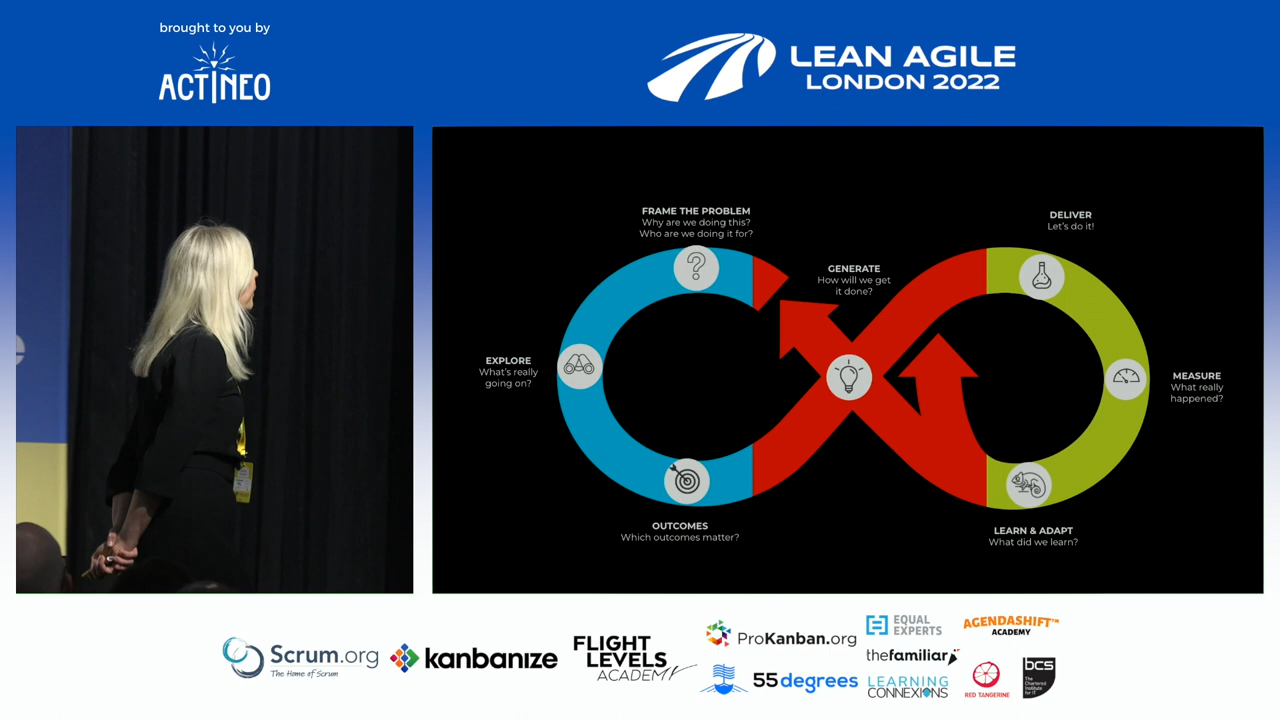 brought to you by
ACTINEO
LEAN AGILE
LONDON 2022
FRAME THE PROBLEM
Why are we doing this?
Who are we doing it for?
DELIVER
Let's do it!
GENERATE
How will we get
it done?
EXPLORE
What's really
going on?
MEASURE
What really
happened?
OUTCOMES
Which outcomes matter?
LEARN & ADAPT
What did we learn?
Scrum.org
The Home of Scrum
kanbanize
FLIGHT
LEVELS
ACADEMY
ProKanban.org
55degrees
EQUAL
EXPERTS
thefamiliar
LEARNING
CONNEXIONS
AGENDASHIFT™
ACADEMY
RED TANGERINE
bcs
The
Chartered
Institute
for IT